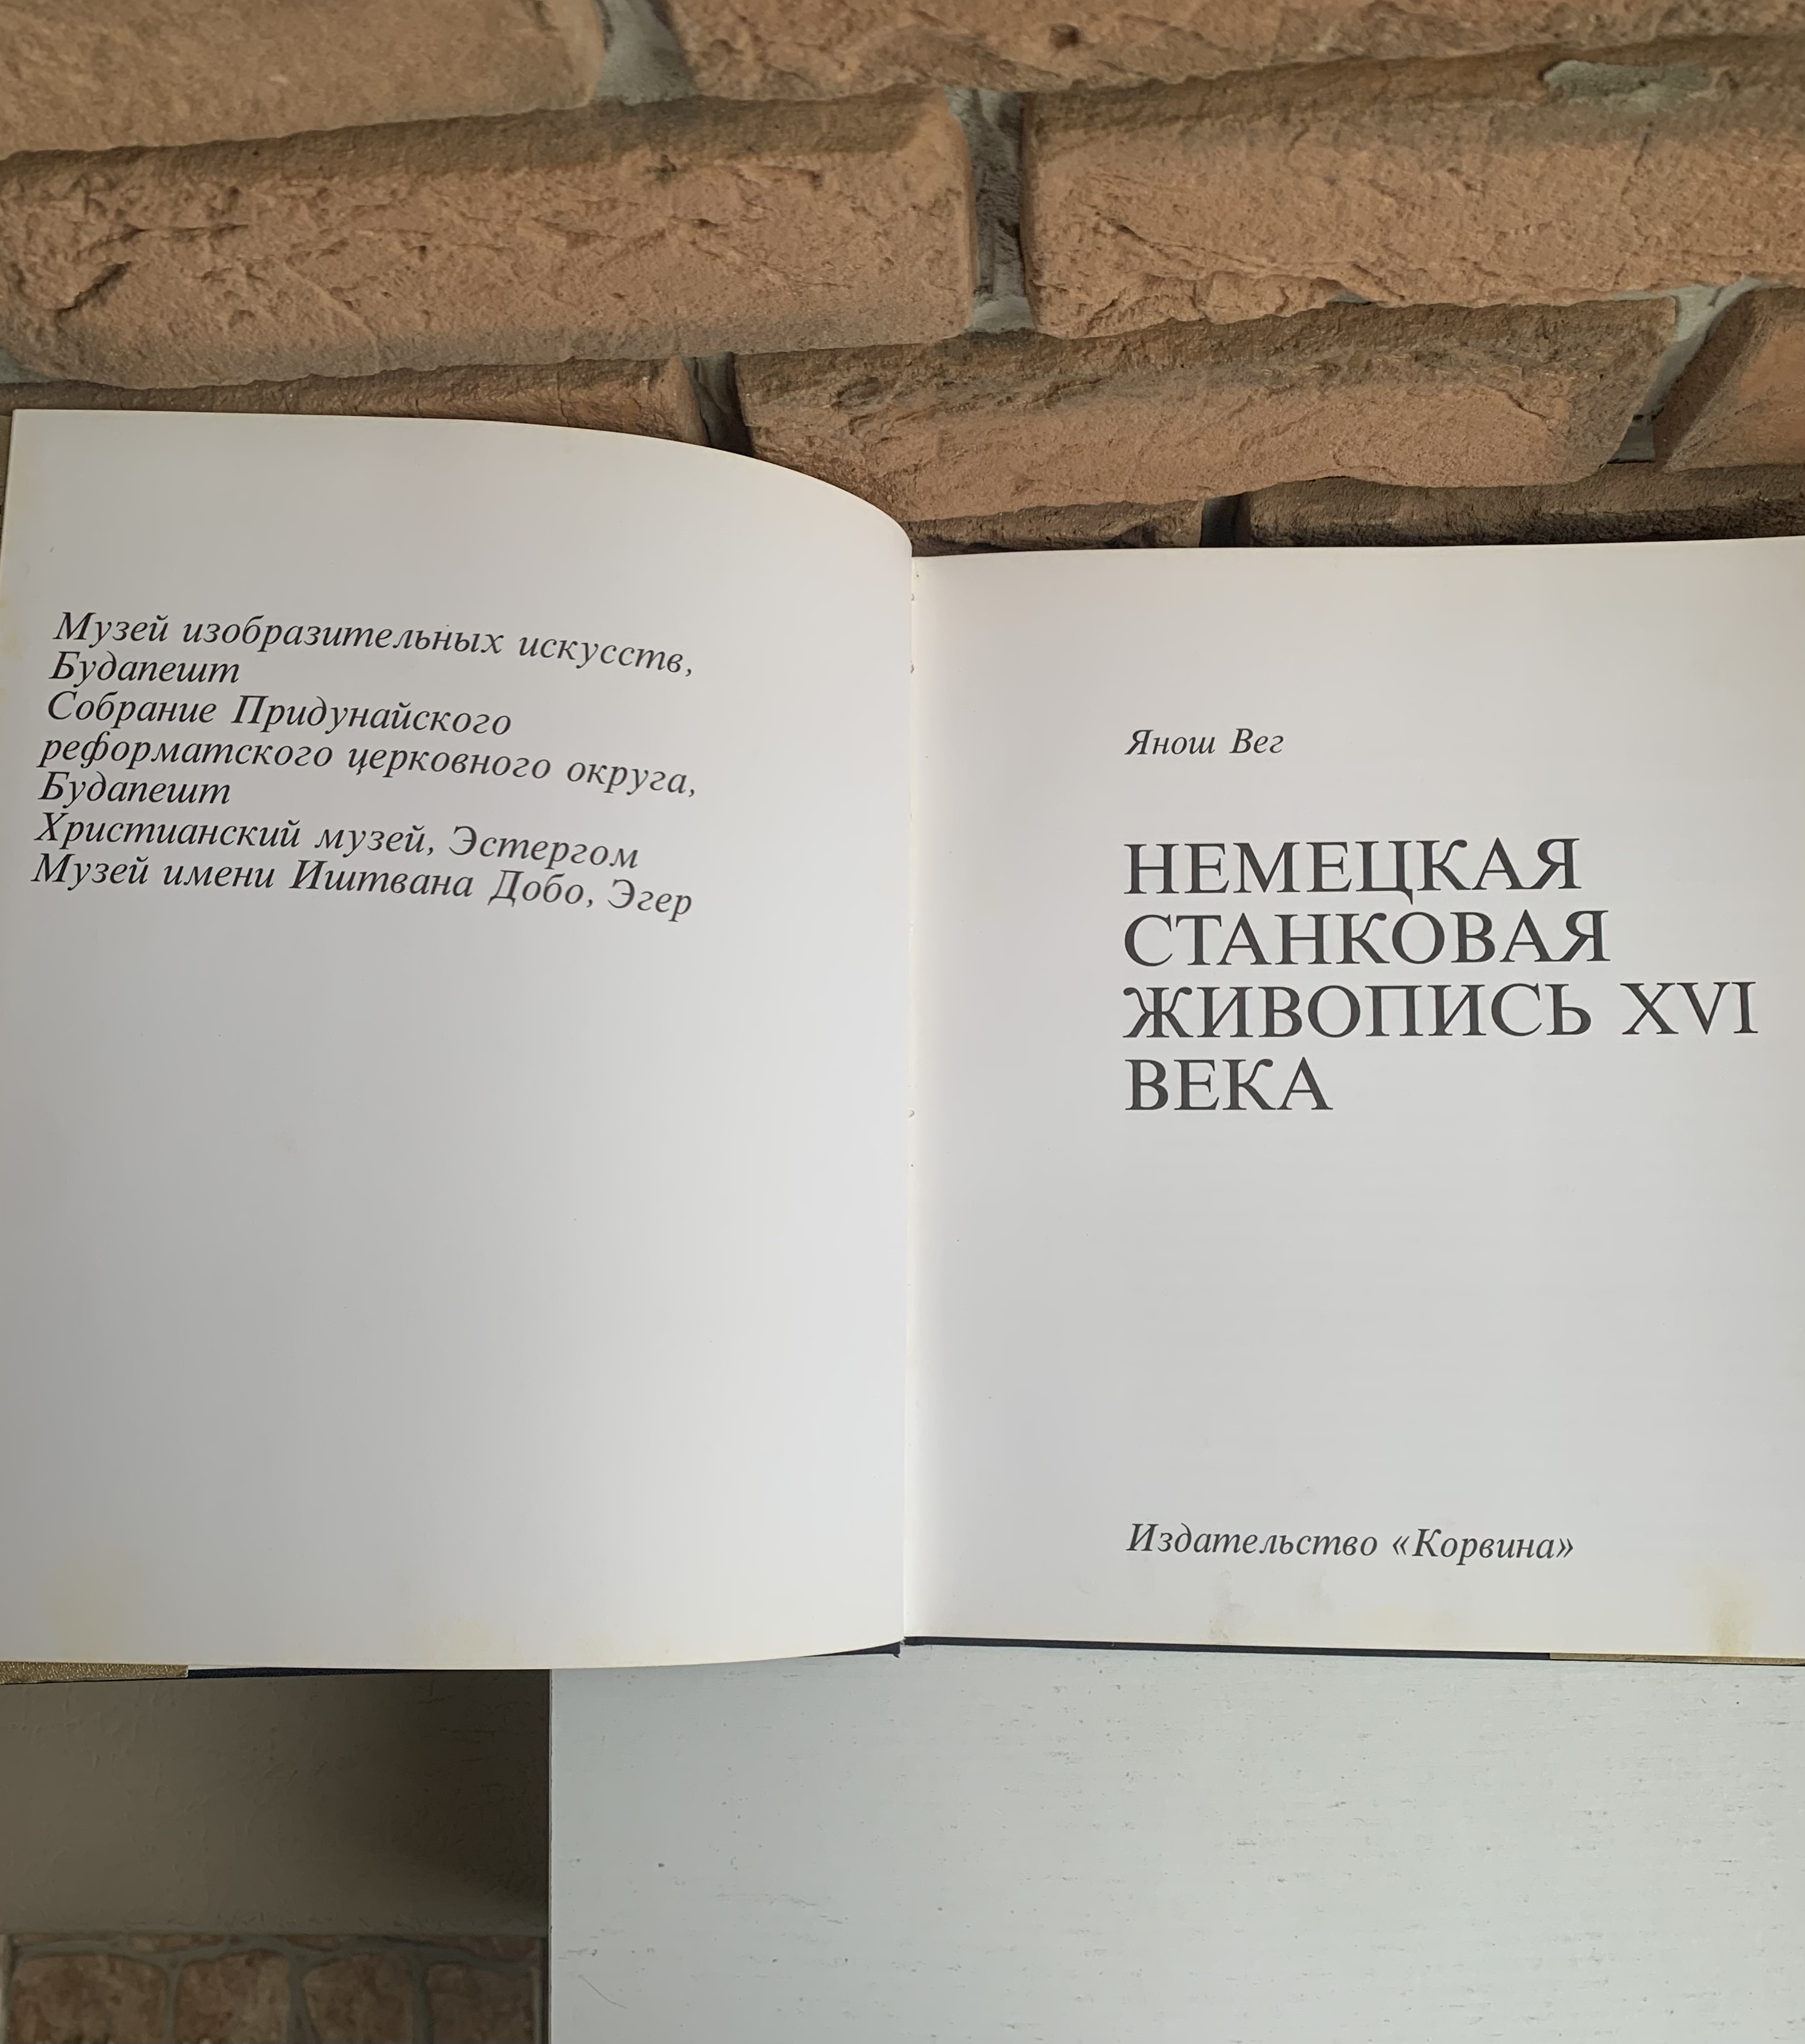 Музей изобразительных искусств,
Будапешт
Собрание Придунайского
реформатского церковного округа,
Будапешт
Христианский музей, Эстергом
Музей имени Иштвана Добо, Эгер
Янош Вег
НЕМЕЦКАЯ
СТАНКОВАЯ
ЖИВОПИСЬ XVI
ВЕКА
Издательство «Корвина»